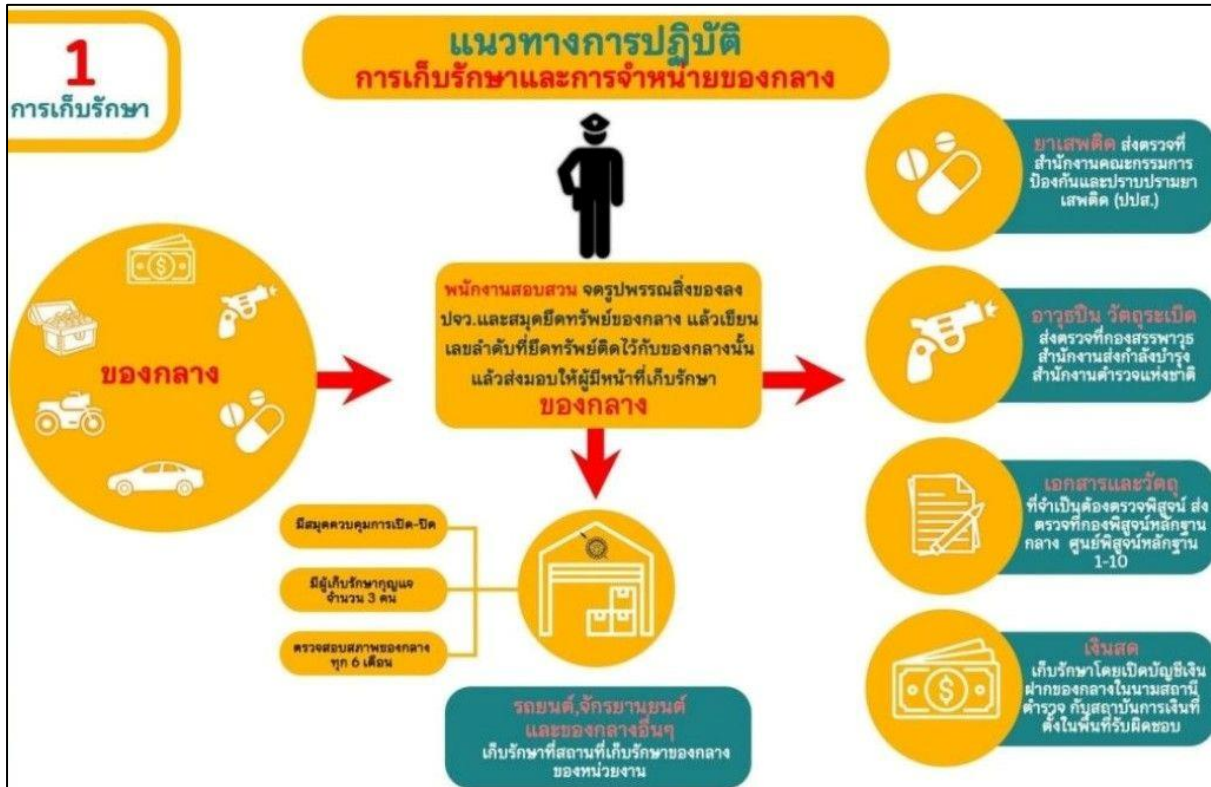 1
การเก็บรักษา
แนวทางการปฏิบัติ
การเก็บรักษาและการจำหน่ายของกลาง
ของกลาง
พนักงานสอบสวน จดรูปพรรณสิ่งของลง
ปจว.และสมุดยึดทรัพย์ของกลาง แล้วเขียน
เลขลำดับที่ยึดทรัพย์ติดไว้กับของกลางนั้น
แล้วส่งมอบให้ผู้มีหน้าที่เก็บรักษา
ของกลาง
มีสมุดควบคุมการเปิด-ปิด
มีผู้เก็บรักษากุญแจ
จำนวน 3 คน
ตรวจสอบสภาพของกลาง
ทุก 6 เดือน
รถยนต์,จักรยานยนต์
และของกลางอื่นๆ
เก็บรักษาที่สถานที่เก็บรักษาของกลาง
ของหน่วยงาน
ยาเสพติด ส่งตรวจที่
สำนักงานคณะกรรมการ
ป้องกันและปราบปรามยา
เสพติด (ปปส.)
อาวุธปืน วัตถุระเบิด
ส่งตรวจที่กองสรรพาวุธ
สำนักงานส่งกำลังบำรุง
สำนักงานตำรวจแห่งชาติ
เอกสารและวัตถุ
ที่จำเป็นต้องตรวจพิสูจน์ ส่ง
ตรวจที่กองพิสูจน์หลักฐาน
กลาง ศูนย์พิสูจน์หลักฐาน
1-10
เงินสด
เก็บรักษาโดยเปิดบัญชีเงิน
ฝากของกลางในนามสถานี
ตำรวจ กับสถาบันการเงินที่
ตั้งในพื้นที่รับผิดชอบ